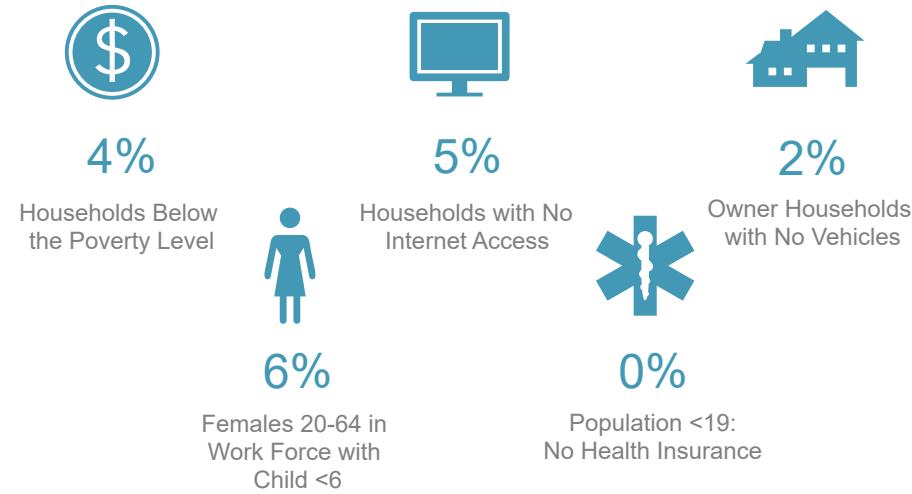 $
4%
Households Below
the Poverty Level
5%
Households with No
Internet Access
2%
Owner Households
with No Vehicles
6%
Females 20-64 in
Work Force with
Child <6
0%
Population <19:
No Health Insurance